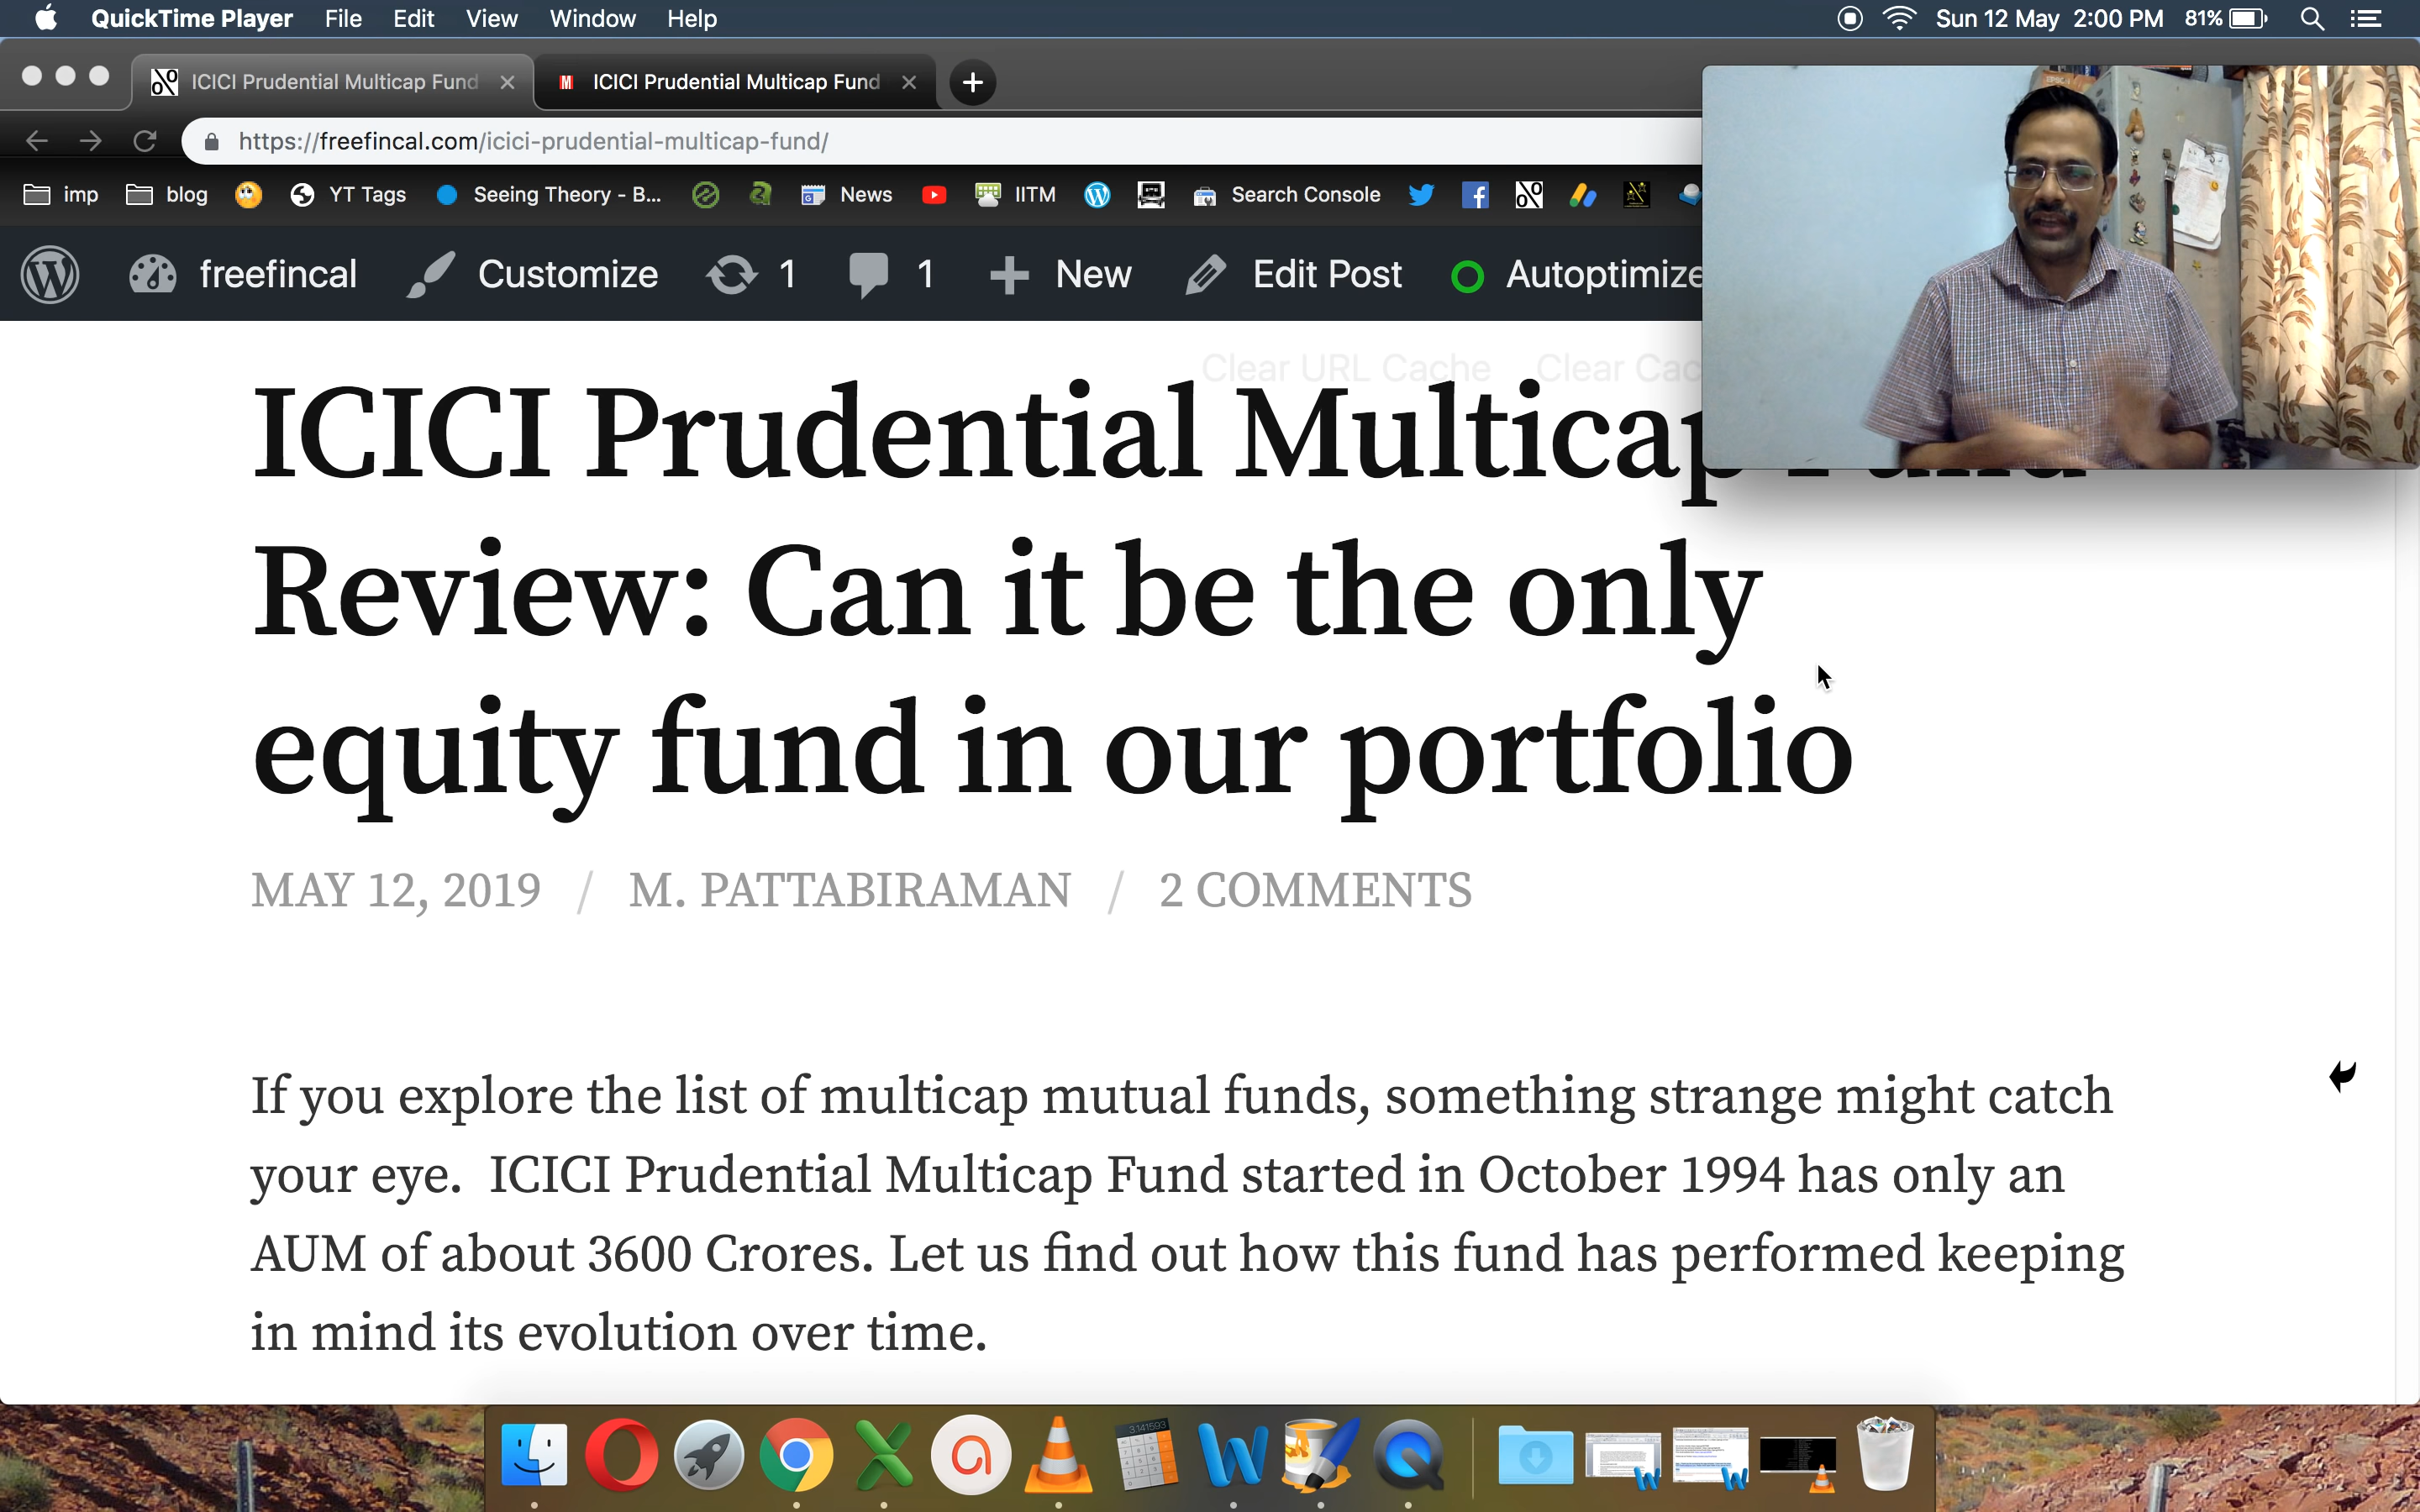 QuickTime Player File Edit View Window Help Sun 12 May 2:00 PM 81%
ICICI Prudential Multicap Fund ICICI Prudential Multicap Fund
https://freefincal.com/icici-prudential-multicap-fund/
imp blog YT Tags Seeing Theory - B... News IITM Search Console
freefincal Customize 1 1 New Edit Post Autoptimize
Clear URL Cache Clear Cac
ICICI Prudential Multicap Fund
Review: Can it be the only
equity fund in our portfolio
MAY 12, 2019 / M. PATTABIRAMAN / 2 COMMENTS
If you explore the list of multicap mutual funds, something strange might catch
your eye. ICICI Prudential Multicap Fund started in October 1994 has only an
AUM of about 3600 Crores. Let us find out how this fund has performed keeping
in mind its evolution over time.
3.141593